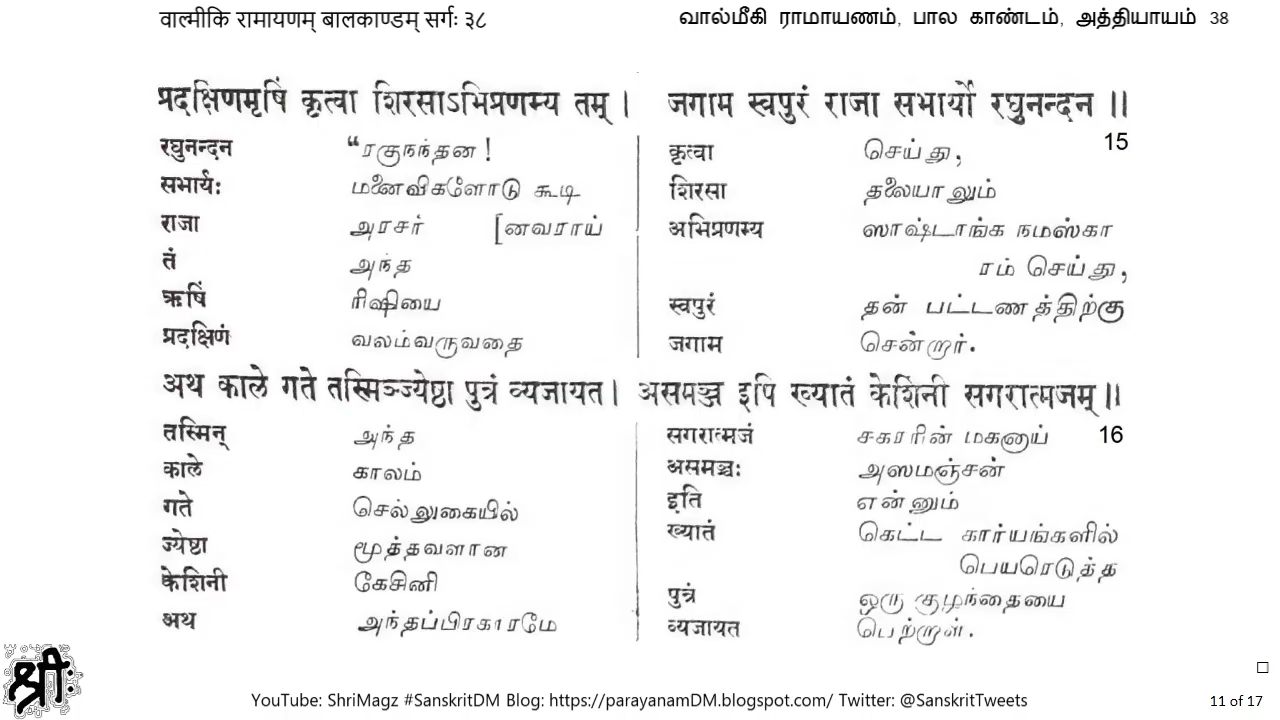 वाल्मीकि रामायणम् बालकाण्डम् सर्गः ३८
வால்மீகி ராமாயணம், பால காண்டம், அத்தியாயம் 38
प्रदक्षिणमृषिं कृत्वा शिरसाऽभिप्रणम्य तम् । जगाम स्वपुरं राजा सभार्यो रघुनन्दन ॥
15
रघुनन्दन “ரகுநந்தன!
सभार्यः மனைவிகளோடு கூடி
राजा அரசர் [னவராய்
तं அந்த
ऋषिं ரிஷியை
प्रदक्षिणं வலம்வருவதை
कृत्वा செய்து,
शिरसा தலையாலும்
अभिप्रणम्य ஸாஷ்டாங்க நமஸ்கா
ரம் செய்து,
स्वपुरं தன் பட்டணத்திற்கு
जगाम சென்றார்.
अथ काले गते तस्मिञ्ज्येष्ठा पुत्रं व्यजायत। असमञ्ज इपि ख्यातं केशिनी सगरात्मजम् ॥
16
तस्मिन् அந்த
काले காலம்
गते செல்லுகையில்
ज्येष्ठा மூத்தவளான
केशिनी கேசினி
अथ அந்தப்பிரகாரமே
सगरात्मजं சகரரின் மகனாய்
असमञ्जः அஸமஞ்சன்
इति என்னும்
ख्यातं கெட்ட கார்யங்களில்
பெயரெடுத்த
पुत्रं ஒரு குழந்தையை
व्यजायत பெற்றாள்.
श्रीः
YouTube: ShriMagz #SanskritDM Blog: https://parayanamDM.blogspot.com/ Twitter: @SanskritTweets
11 of 17